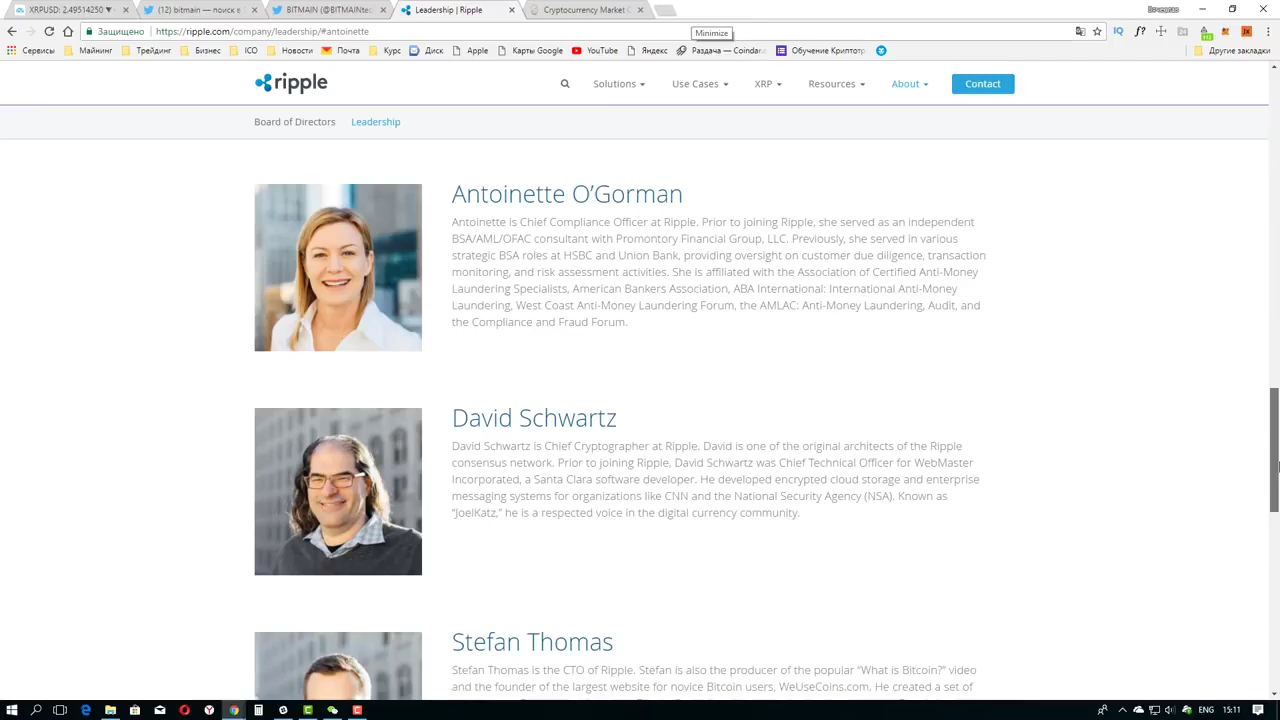 XRPUSD: 2,49514250 ▼
(12) bitmain — поиск в
BITMAIN (@BITMAINtec
Leadership | Ripple
Cryptocurrency Market C
Вячеслав
Защищено
https://ripple.com/company/leadership/#antoinette
Minimize
Сервисы
Майнинг
Трейдинг
Бизнес
ICO
Новости
Почта
Курс
Диск
Apple
Карты Google
YouTube
Яндекс
Раздача — Coindar
Обучение Криптотр
Другие закладки
ripple
Solutions
Use Cases
XRP
Resources
About
Contact
Board of Directors
Leadership
Antoinette O’Gorman
Antoinette is Chief Compliance Officer at Ripple. Prior to joining Ripple, she served as an independent
BSA/AML/OFAC consultant with Promontory Financial Group, LLC. Previously, she served in various
strategic BSA roles at HSBC and Union Bank, providing oversight on customer due diligence, transaction
monitoring, and risk assessment activities. She is affiliated with the Association of Certified Anti-Money
Laundering Specialists, American Bankers Association, ABA International: International Anti-Money
Laundering, West Coast Anti-Money Laundering Forum, the AMLAC: Anti-Money Laundering, Audit, and
the Compliance and Fraud Forum.
David Schwartz
David Schwartz is Chief Cryptographer at Ripple. David is one of the original architects of the Ripple
consensus network. Prior to joining Ripple, David Schwartz was Chief Technical Officer for WebMaster
Incorporated, a Santa Clara software developer. He developed encrypted cloud storage and enterprise
messaging systems for organizations like CNN and the National Security Agency (NSA). Known as
“JoelKatz,” he is a respected voice in the digital currency community.
Stefan Thomas
Stefan Thomas is the CTO of Ripple. Stefan is also the producer of the popular “What is Bitcoin?” video
and the founder of the largest website for novice Bitcoin users, WeUseCoins.com. He created a set of
ENG
15:11